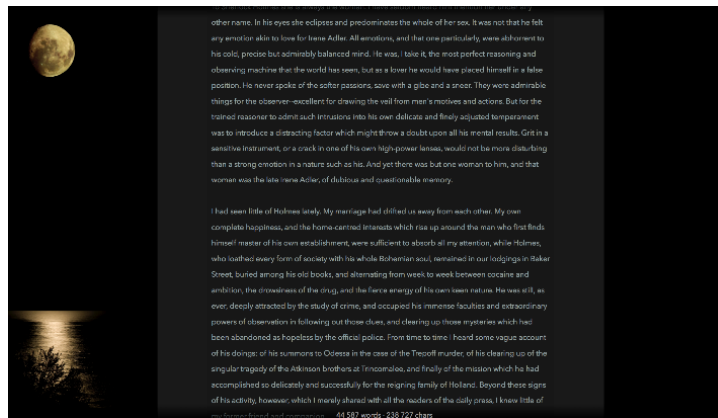 To Sherlock Holmes she is always the woman. I have seldom heard him mention her under any
other name. In his eyes she eclipses and predominates the whole of her sex. It was not that he felt
any emotion akin to love for Irene Adler. All emotions, and that one particularly, were abhorrent to
his cold, precise but admirably balanced mind. He was, I take it, the most perfect reasoning and
observing machine that the world has seen, but as a lover he would have placed himself in a false
position. He never spoke of the softer passions, save with a gibe and a sneer. They were admirable
things for the observer—excellent for drawing the veil from men's motives and actions. But for the
trained reasoner to admit such intrusions into his own delicate and finely adjusted temperament
was to introduce a distracting factor which might throw a doubt upon all his mental results. Grit in a
sensitive instrument, or a crack in one of his own high-power lenses, would not be more disturbing
than a strong emotion in a nature such as his. And yet there was but one woman to him, and that
woman was the late Irene Adler, of dubious and questionable memory.
I had seen little of Holmes lately. My marriage had drifted us away from each other. My own
complete happiness, and the home-centred interests which rise up around the man who first finds
himself master of his own establishment, were sufficient to absorb all my attention, while Holmes,
who loathed every form of society with his whole Bohemian soul, remained in our lodgings in Baker
Street, buried among his old books, and alternating from week to week between cocaine and
ambition, the drowsiness of the drug, and the fierce energy of his own keen nature. He was still, as
ever, deeply attracted by the study of crime, and occupied his immense faculties and extraordinary
powers of observation in following out those clues, and clearing up those mysteries which had
been abandoned as hopeless by the official police. From time to time I heard some vague account
of his doings: of his summons to Odessa in the case of the Trepoff murder, of his clearing up of the
singular tragedy of the Atkinson brothers at Trincomalee, and finally of the mission which he had
accomplished so delicately and successfully for the reigning family of Holland. Beyond these signs
of his activity, however, which I merely shared with all the readers of the daily press, I knew little of
my former friend and companion.
44 587 words · 238 727 chars